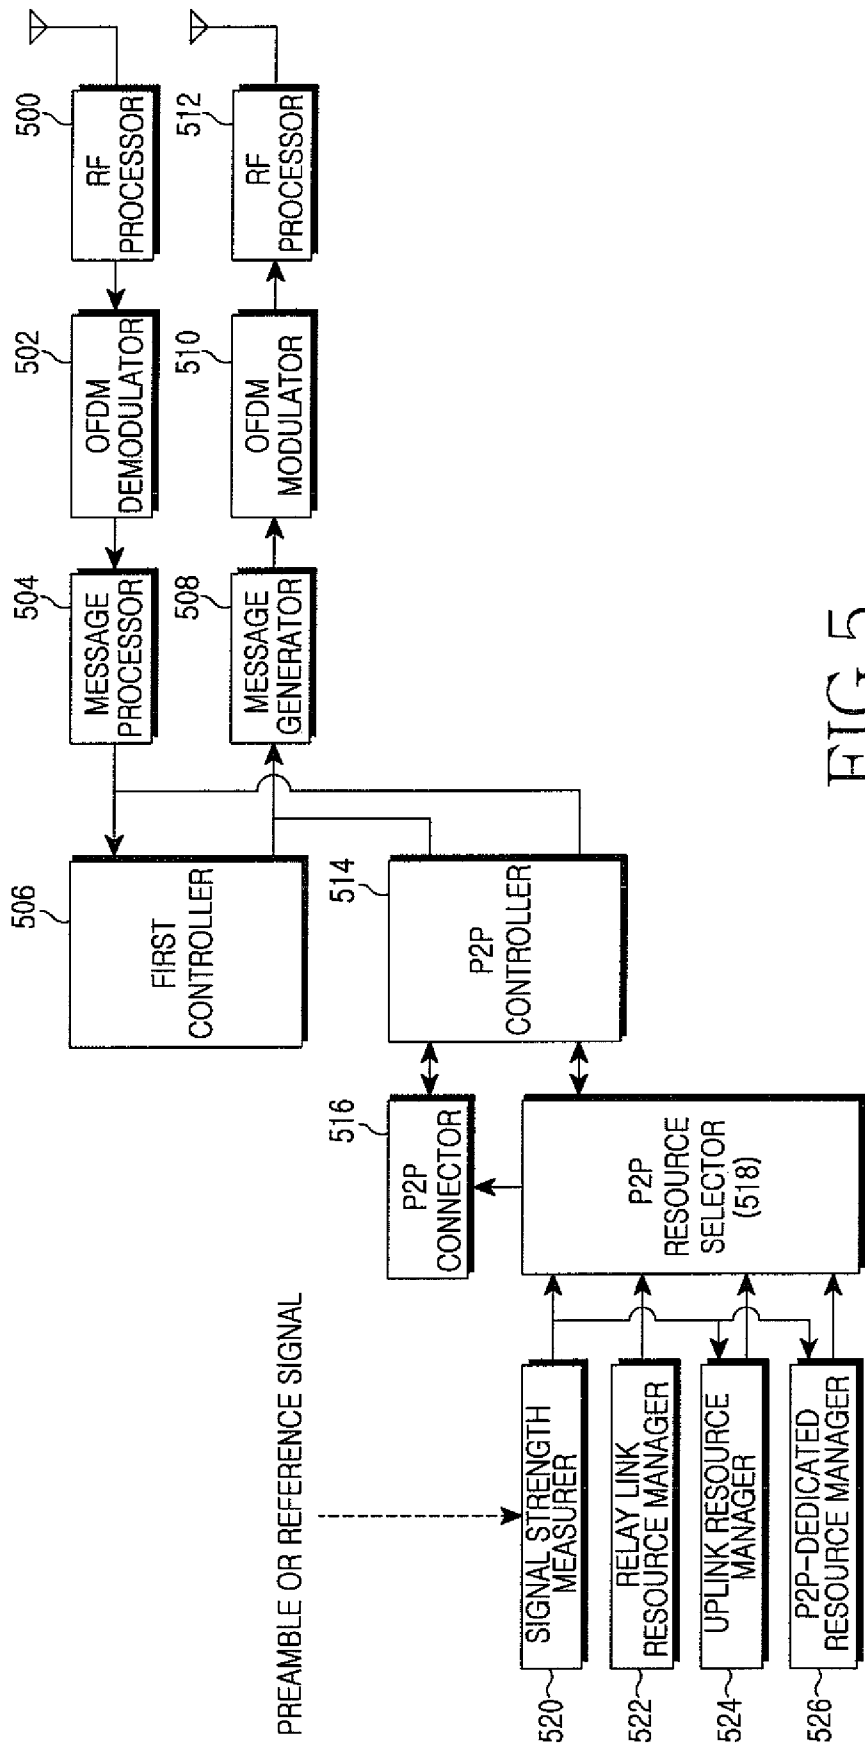 500
RF
PROCESSOR
502
OFDM
DEMODULATOR
504
MESSAGE
PROCESSOR
506
FIRST
CONTROLLER
512
RF
PROCESSOR
510
OFDM
MODULATOR
508
MESSAGE
GENERATOR
514
P2P
CONTROLLER
516
P2P
CONNECTOR
P2P
RESOURCE
SELECTOR
(518)
PREAMBLE OR REFERENCE SIGNAL
520
SIGNAL STRENGTH
MEASURER
522
RELAY LINK
RESOURCE MANAGER
524
UPLINK RESOURCE
MANAGER
526
P2P-DEDICATED
RESOURCE MANAGER
FIG.5